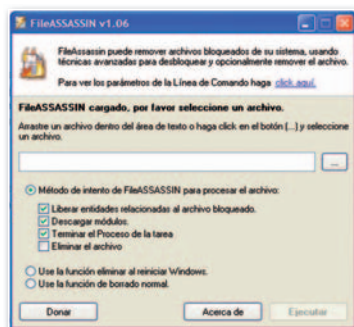 FileASSASSIN v1.06
FileAssassin puede remover archivos bloqueados de su sistema, usando
técnicas avanzadas para desbloquear y opcionalmente remover el archivo.
Para ver los parámetros de la Línea de Comando haga click aquí.
FileASSASSIN cargado, por favor seleccione un archivo.
Arrastre un archivo dentro del área de texto o haga click en el botón (...) y seleccione
un archivo.
...
Método de intento de FileASSASSIN para procesar el archivo:
Liberar entidades relacionadas al archivo bloqueado.
Descargar módulos.
Terminar el Proceso de la tarea
Eliminar el archivo
Use la función eliminar al reiniciar Windows.
Use la función de borrado normal.
Donar
Acerca de
Ejecutar